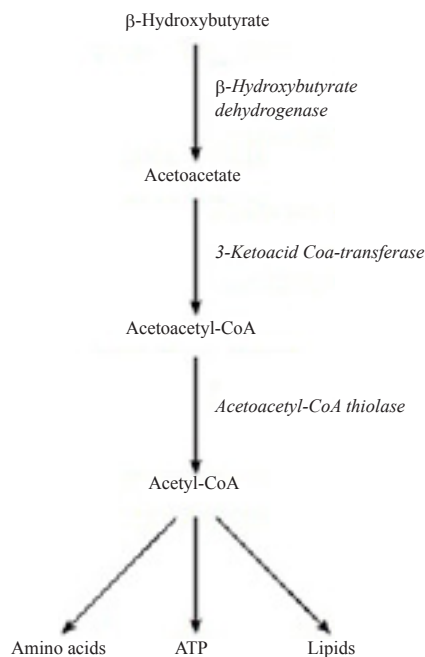 β-Hydroxybutyrate
β-Hydroxybutyrate
dehydrogenase
Acetoacetate
3-Ketoacid Coa-transferase
Acetoacetyl-CoA
Acetoacetyl-CoA thiolase
Acetyl-CoA
Amino acids ATP Lipids